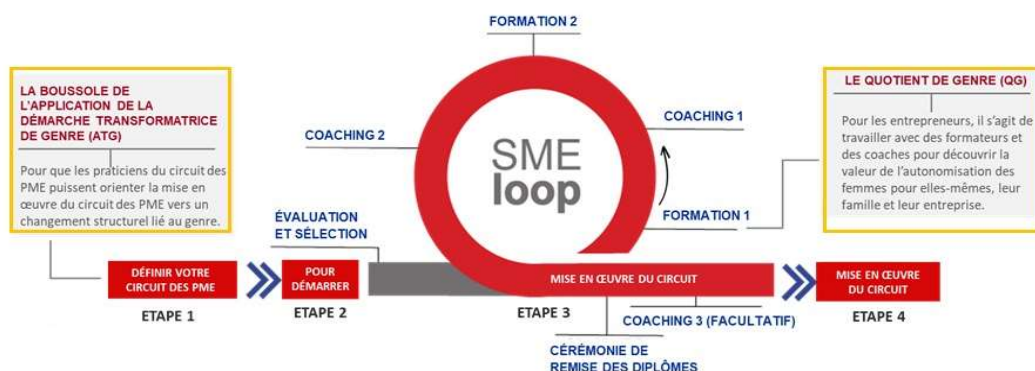 FORMATION 2
LA BOUSSOLE DE
L'APPLICATION DE LA
DÉMARCHE TRANSFORMATRICE
DE GENRE (ATG)
Pour que les praticiens du circuit des
PME puissent orienter la mise en
œuvre du circuit des PME vers un
changement structurel lié au genre.
COACHING 2
SME
loop
COACHING 1
FORMATION 1
LE QUOTIENT DE GENRE (QG)
Pour les entrepreneurs, il s'agit de
travailler avec des formateurs et
des coaches pour découvrir la
valeur de l'autonomisation des
femmes pour elles-mêmes, leur
famille et leur entreprise.
ÉVALUATION
ET SÉLECTION
DÉFINIR VOTRE
CIRCUIT DES PME
POUR
DÉMARRER
MISE EN ŒUVRE DU CIRCUIT
MISE EN ŒUVRE
DU CIRCUIT
ETAPE 1
ETAPE 2
ETAPE 3
ETAPE 4
COACHING 3 (FACULTATIF)
CÉRÉMONIE DE
REMISE DES DIPLÔMES